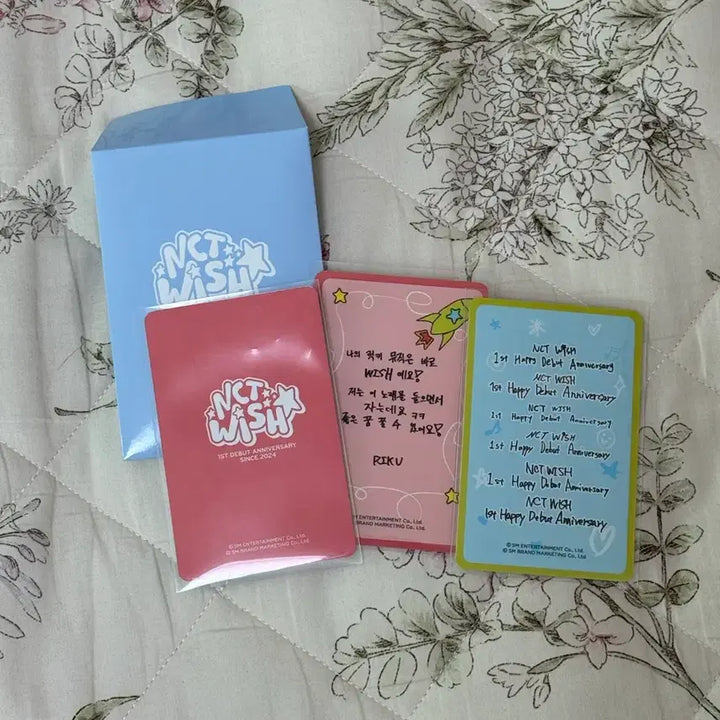 NCT
WISH
NCT
WISH
1ST DEBUT ANNIVERSARY
SINCE.2024
© SM ENTERTAINMENT Co., Ltd.
© SM BRAND MARKETING Co., Ltd.
나의 럭키 뮤직은 바로
WISH 예요!
저는 이 노래를 들으면서
자는데요 ㅋㅋ
좋은 꿈 꿀 수 있어요!
RIKU
SM ENTERTAINMENT Co., Ltd.
SM BRAND MARKETING Co., Ltd.
NCT WISH
1st Happy Debut Anniversary
NCT WISH
1st Happy Debut Anniversary
NCT WISH
1st Happy Debut Anniversary
NCT WISH
1st Happy Debut Anniversary
NCT WISH
1st Happy Debut Anniversary
NCT WISH
1st Happy Debut Anniversary
© SM ENTERTAINMENT Co., Ltd.
© SM BRAND MARKETING Co., Ltd.